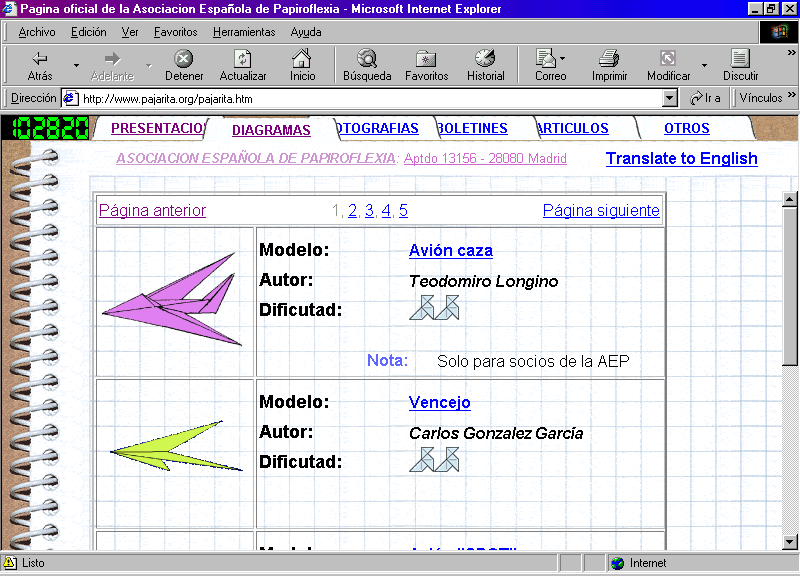 Pagina oficial de la Asociacion Española de Papiroflexia - Microsoft Internet Explorer
Archivo Edición Ver Favoritos Herramientas Ayuda
Atrás Adelante Detener Actualizar Inicio Búsqueda Favoritos Historial Correo Imprimir Modificar Discutir
Dirección http://www.pajarita.org/pajarita.htm Ir a Vínculos
102820 PRESENTACIO DIAGRAMAS OTOGRAFIAS BOLETINES ARTICULOS OTROS
ASOCIACION ESPAÑOLA DE PAPIROFLEXIA: Aptdo 13156 - 28080 Madrid Translate to English
Página anterior 1, 2, 3, 4, 5 Página siguiente
Modelo: Avión caza
Autor: Teodomiro Longino
Dificutad:
Nota: Solo para socios de la AEP
Modelo: Vencejo
Autor: Carlos Gonzalez García
Dificutad:
Listo Internet